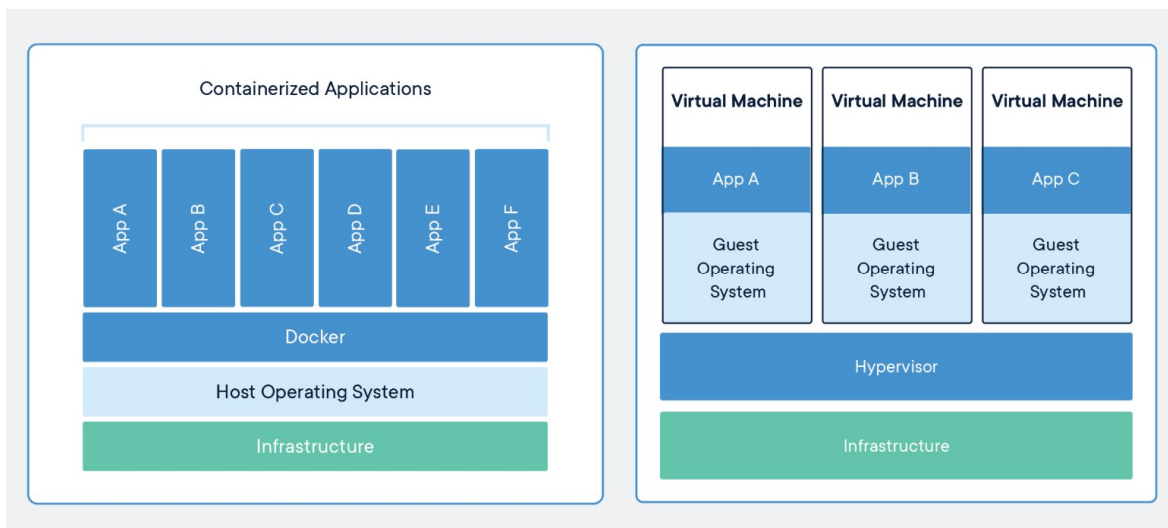 Containerized Applications
App A
App B
App C
App D
App E
App F
Docker
Host Operating System
Infrastructure
Virtual Machine
App A
Guest
Operating
System
Virtual Machine
App B
Guest
Operating
System
Virtual Machine
App C
Guest
Operating
System
Hypervisor
Infrastructure